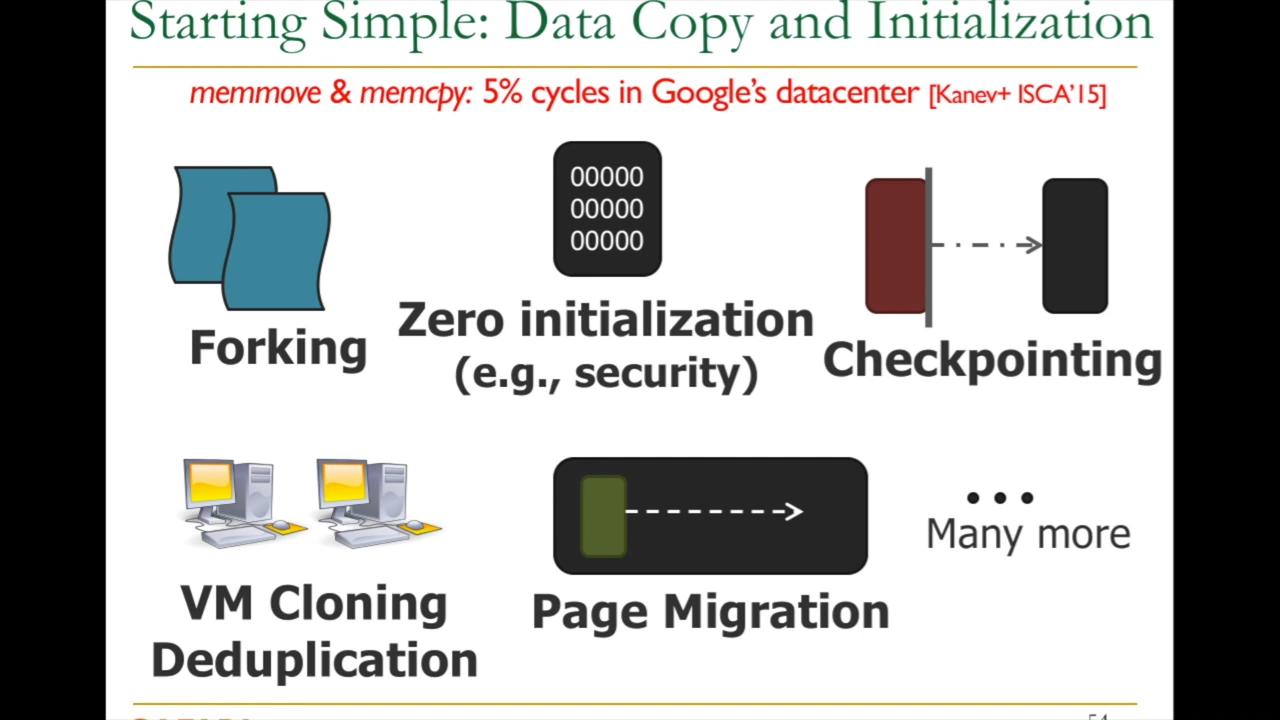 Starting Simple: Data Copy and Initialization
memmove & memcpy: 5% cycles in Google's datacenter [Kanev+ ISCA'15]
00000
00000
00000
Forking
Zero initialization
(e.g., security)
Checkpointing
VM Cloning
Deduplication
Page Migration
•••
Many more